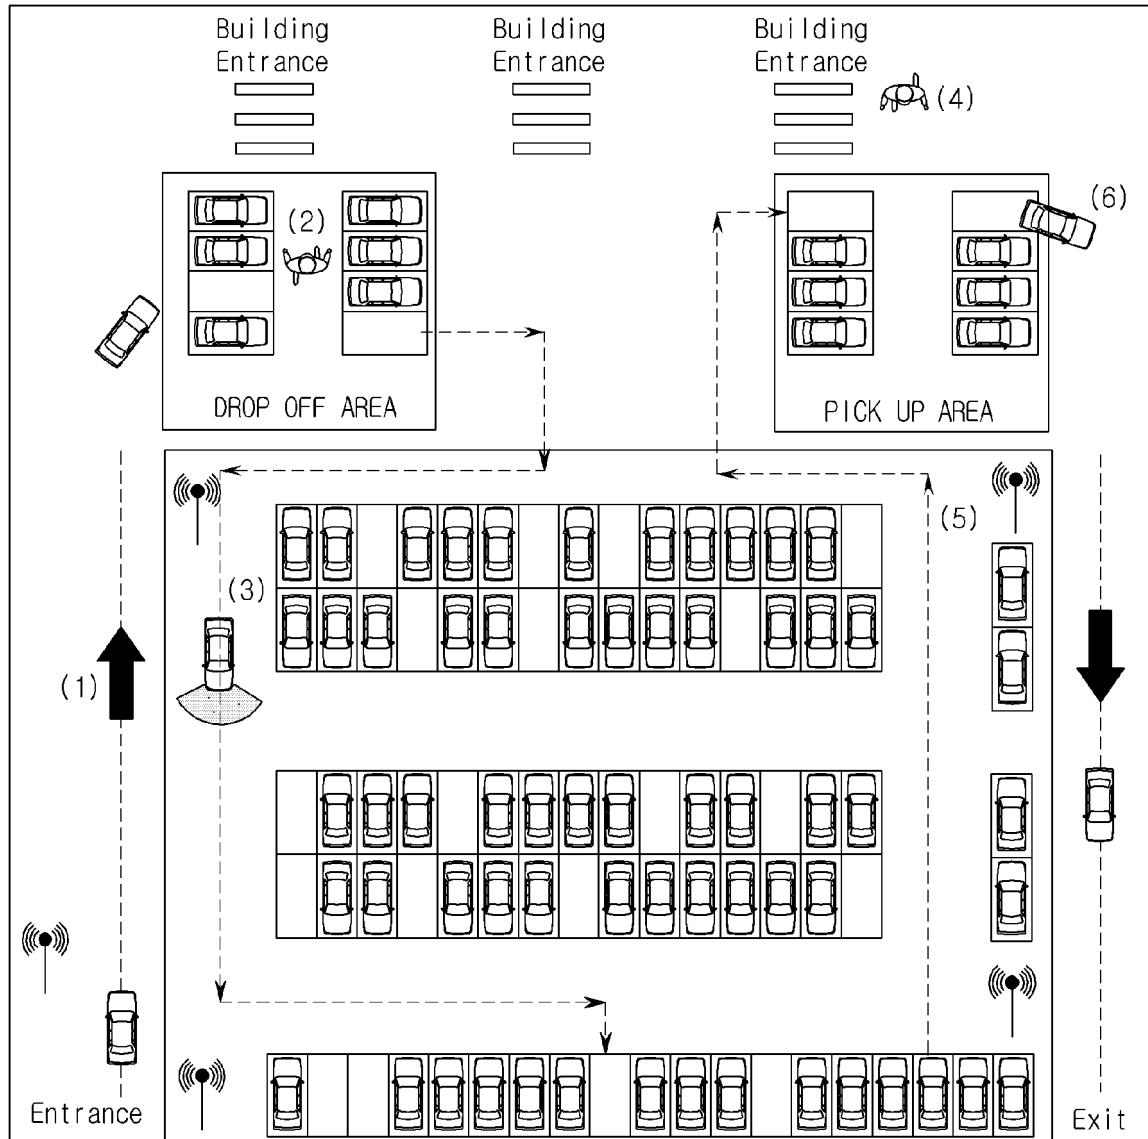 Building
Entrance
Building
Entrance
Building
Entrance
(4)
(2)
(6)
DROP OFF AREA
PICK UP AREA
(5)
(3)
(1)
Entrance
Exit